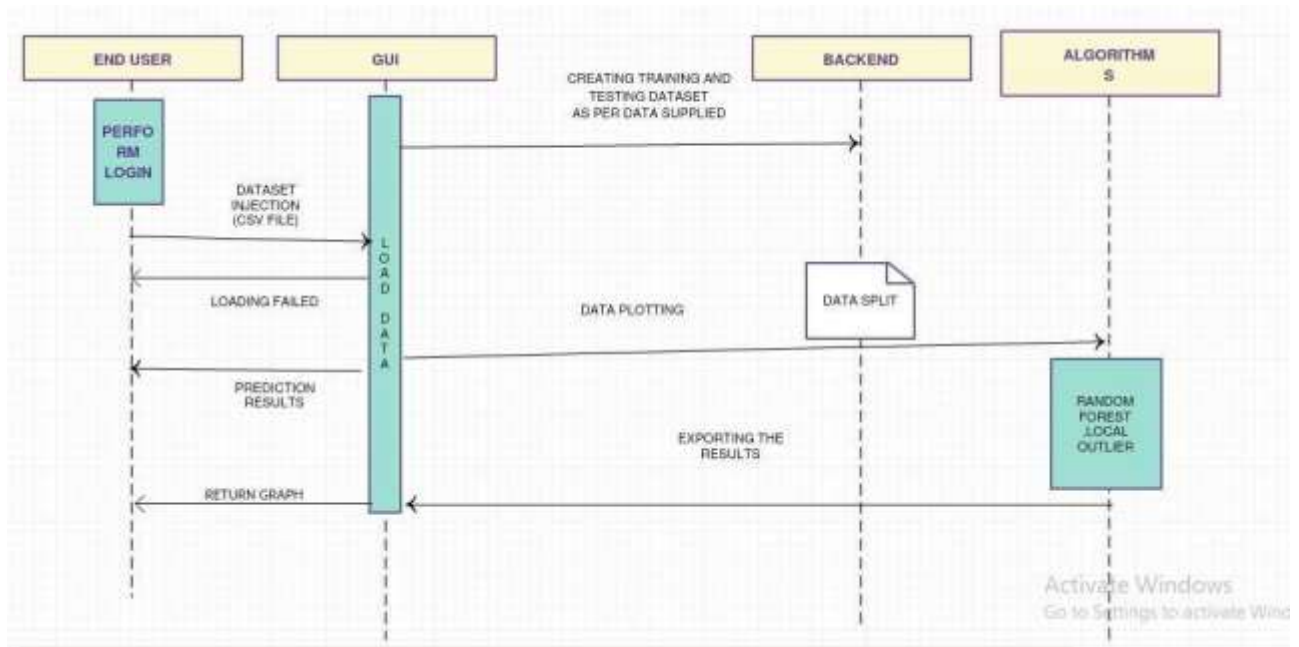 END USER
GUI
BACKEND
ALGORITHM
S
CREATING TRAINING AND
TESTING DATASET
AS PER DATA SUPPLIED
PERFO
RM
LOGIN
DATASET
INJECTION
(CSV FILE)
L
O
A
D
D
A
T
A
LOADING FAILED
DATA PLOTTING
DATA SPLIT
PREDICTION
RESULTS
RANDOM
FOREST
,LOCAL
OUTLIER
EXPORTING THE
RESULTS
RETURN GRAPH
Activate Windows
Go to Settings to activate Wind